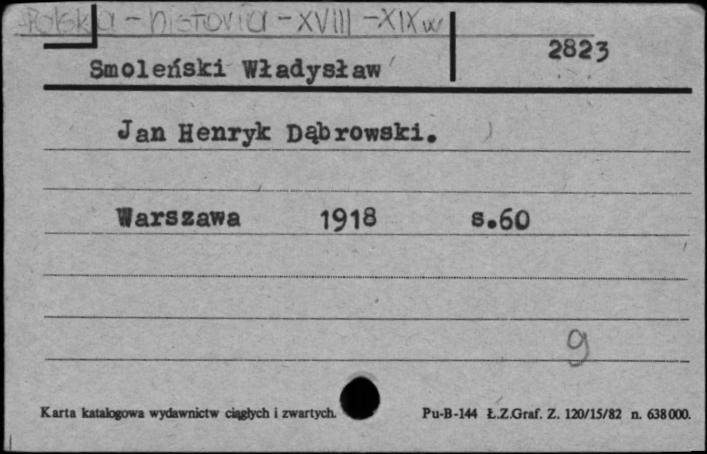 Polska - historia - XVIII - XIX w
2823
Smoleński Władysław
Jan Henryk Dąbrowski.
Warszawa 1918 s.60
g
Karta katalogowa wydawnictw ciągłych i zwartych. Pu-B-144 Ł.Z.Graf. Z. 120/15/82 n. 638000.